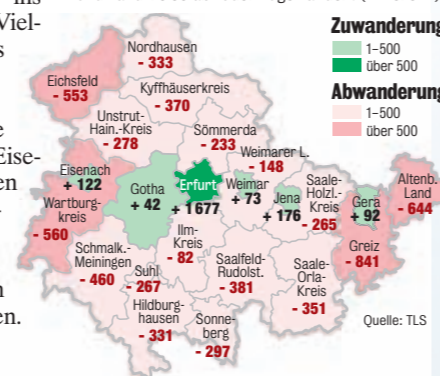 Viel-
Eise-
en.
Zuwanderung
1–500
über 500
Abwanderung
1–500
über 500
Nordhausen
- 333
Eichsfeld
- 553
Kyffhäuserkreis
- 370
Unstrut-
Hain.-Kreis
- 278
Sömmerda
- 233
Weimarer L.
- 148
Eisenach
+ 122
Wartburg-
kreis
- 560
Gotha
+ 42
Erfurt
+ 1 677
Weimar
+ 73
Jena
+ 176
Saale-
Holzl.-
Kreis
- 265
Gera
+ 92
Altenb.
Land
- 644
Greiz
- 841
Schmalk.-
Meiningen
- 460
Suhl
- 267
Ilm-
Kreis
- 82
Saalfeld-
Rudolst.
- 381
Saale-
Orla-
Kreis
- 351
Hildburg-
hausen
- 331
Sonne-
berg
- 297
Quelle: TLS